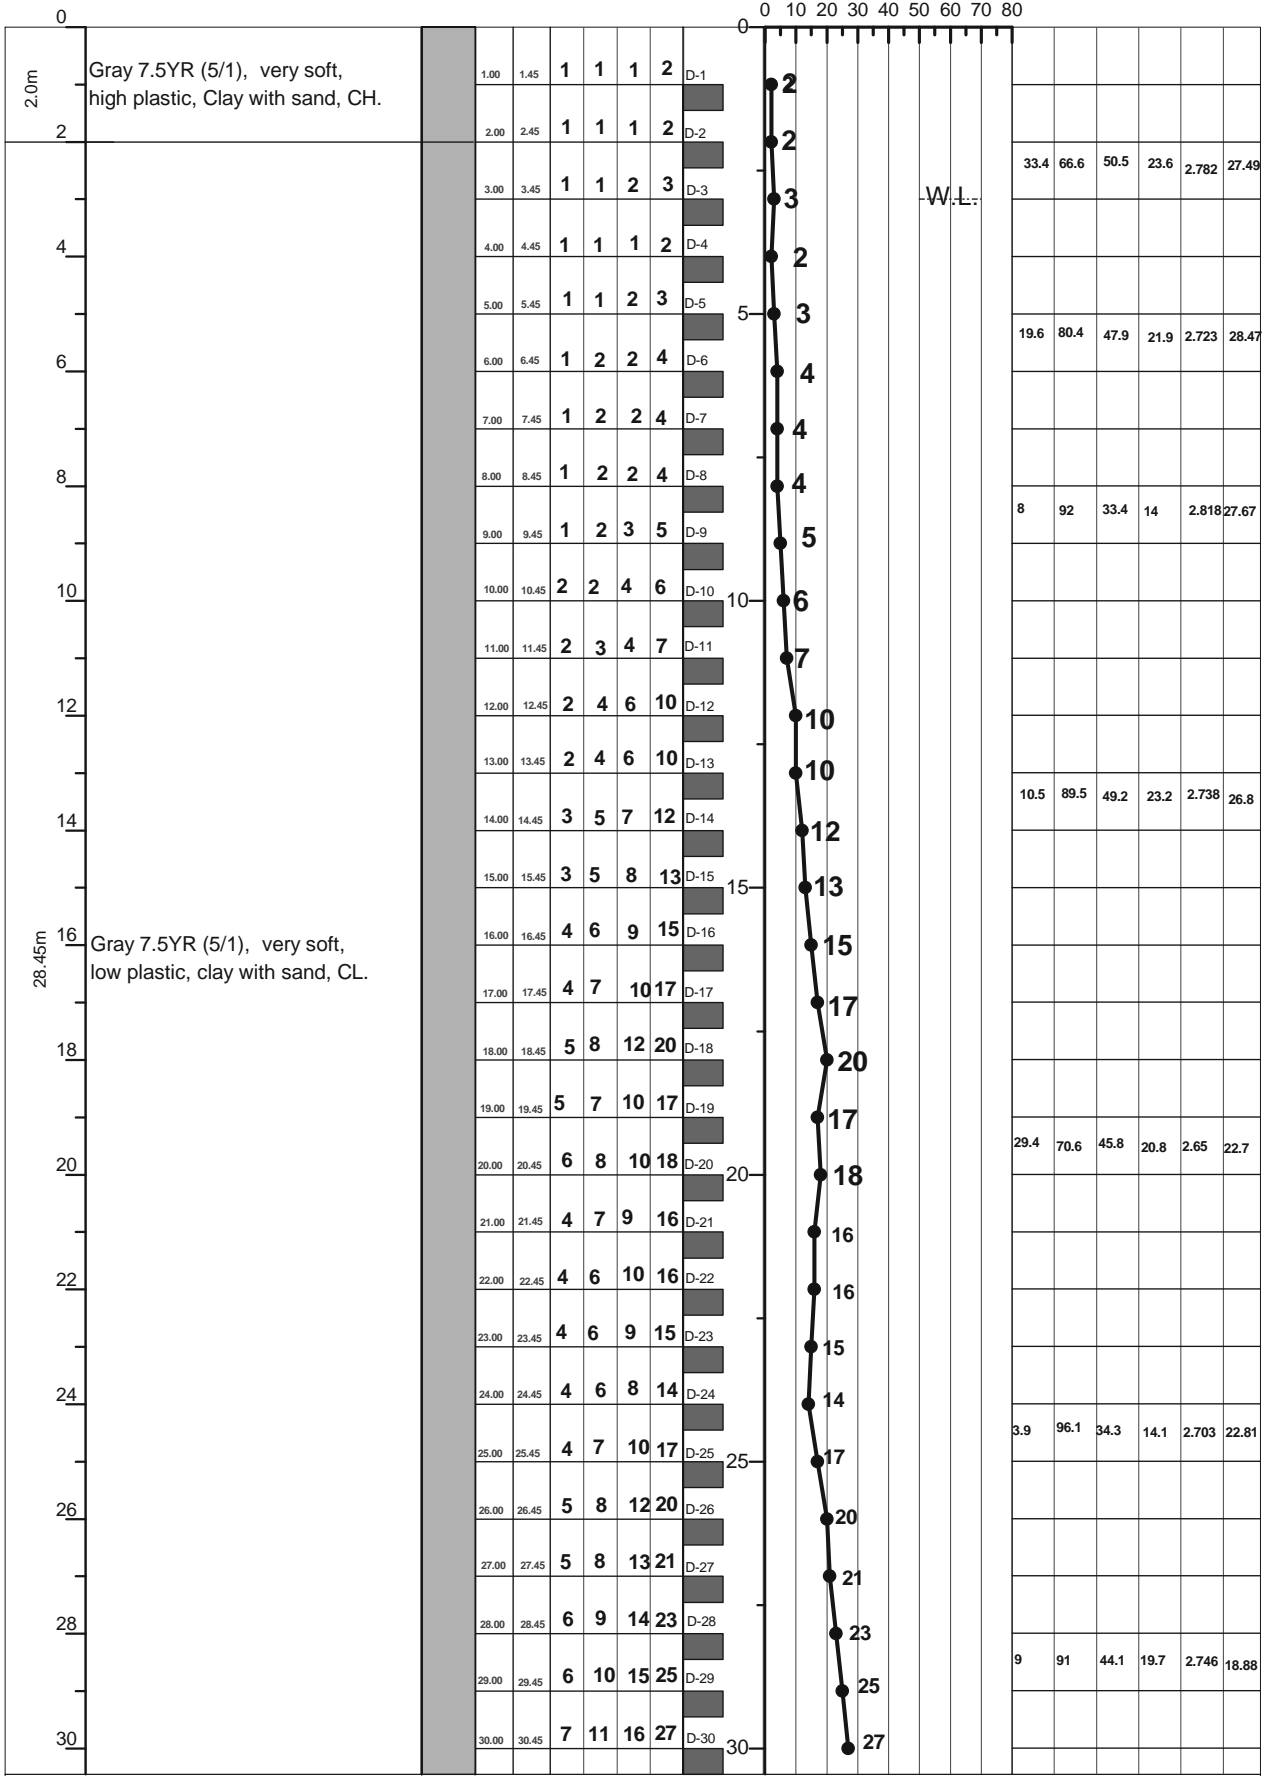 0 10 20 30 40 50 60 70 80
0
0
Gray 7.5YR (5/1), very soft,
high plastic, Clay with sand, CH.
2.0m
1.00 1.45 1 1 1 2 D-1
2
2
2.00 2.45 1 1 1 2 D-2
2
33.4 66.6 50.5 23.6 2.782 27.49
3.00 3.45 1 1 2 3 D-3
3
W.L.
4
4.00 4.45 1 1 1 2 D-4
2
5.00 5.45 1 1 2 3 D-5
5
3
19.6 80.4 47.9 21.9 2.723 28.47
6
6.00 6.45 1 2 2 4 D-6
4
7.00 7.45 1 2 2 4 D-7
4
8
8.00 8.45 1 2 2 4 D-8
4
8 92 33.4 14 2.818 27.67
9.00 9.45 1 2 3 5 D-9
5
10
10.00 10.45 2 2 4 6 D-10
10
6
11.00 11.45 2 3 4 7 D-11
7
12
12.00 12.45 2 4 6 10 D-12
10
13.00 13.45 2 4 6 10 D-13
10
10.5 89.5 49.2 23.2 2.738 26.8
14
14.00 14.45 3 5 7 12 D-14
12
15.00 15.45 3 5 8 13 D-15
15
13
28.45m
16
Gray 7.5YR (5/1), very soft,
low plastic, clay with sand, CL.
16.00 16.45 4 6 9 15 D-16
15
17.00 17.45 4 7 10 17 D-17
17
18
18.00 18.45 5 8 12 20 D-18
20
19.00 19.45 5 7 10 17 D-19
17
29.4 70.6 45.8 20.8 2.65 22.7
20
20.00 20.45 6 8 10 18 D-20
20
18
21.00 21.45 4 7 9 16 D-21
16
22
22.00 22.45 4 6 10 16 D-22
16
23.00 23.45 4 6 9 15 D-23
15
24
24.00 24.45 4 6 8 14 D-24
14
3.9 96.1 34.3 14.1 2.703 22.81
25.00 25.45 4 7 10 17 D-25
25
17
26
26.00 26.45 5 8 12 20 D-26
20
27.00 27.45 5 8 13 21 D-27
21
28
28.00 28.45 6 9 14 23 D-28
23
9 91 44.1 19.7 2.746 18.88
29.00 29.45 6 10 15 25 D-29
25
30
30.00 30.45 7 11 16 27 D-30
30
27